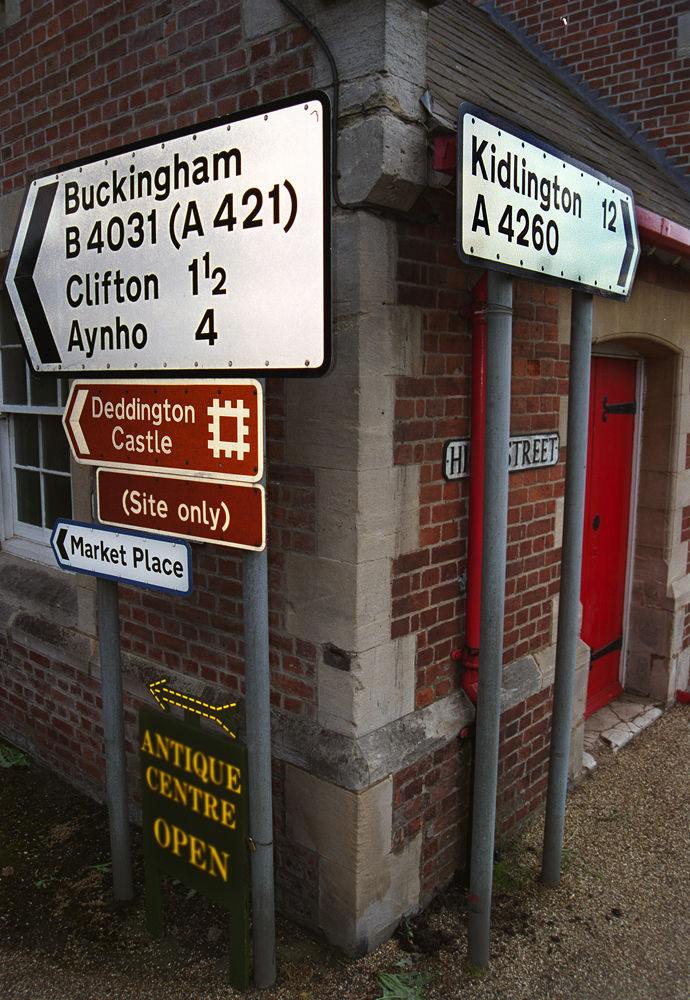 Buckingham
B 4031 (A 421)
Clifton 1½
Aynho 4
Deddington
Castle
(Site only)
Market Place
ANTIQUE
CENTRE
OPEN
Kidlington 12
A 4260
STREET